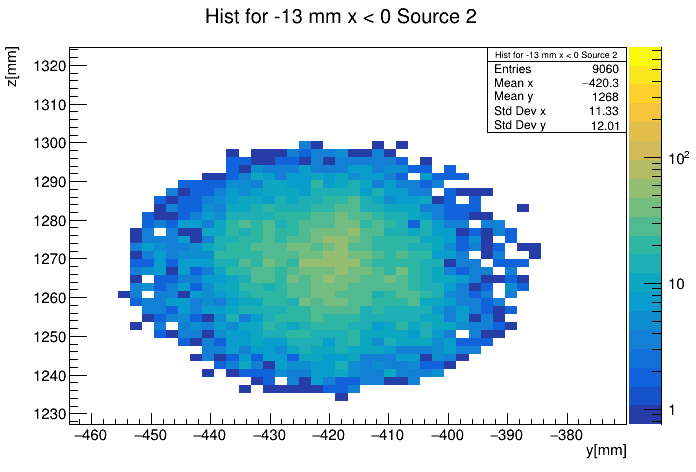 Hist for -13 mm x < 0 Source 2
z[mm]
Hist for -13 mm x < 0 Source 2
Entries 9060
Mean x −420.3
Mean y 1268
Std Dev x 11.33
Std Dev y 12.01
1320
1310
1300
1290
1280
1270
1260
1250
1240
1230
10²
10
1
−460 −450 −440 −430 −420 −410 −400 −390 −380
y[mm]